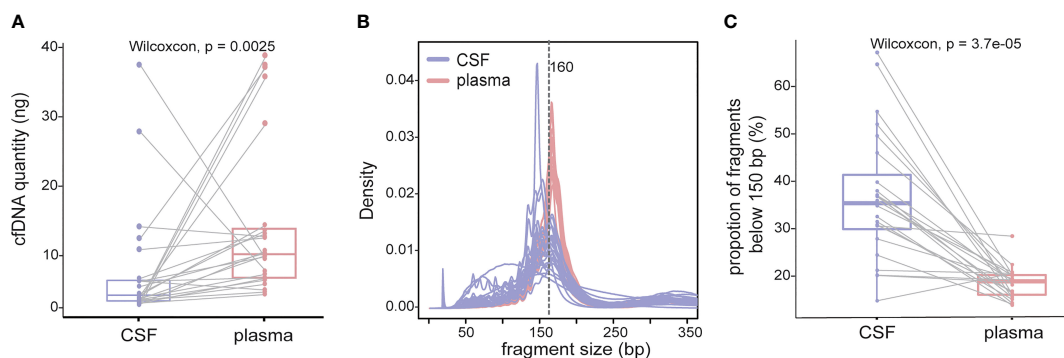 A
Wilcoxcon, p = 0.0025
cfDNA quantity (ng)
40
30
20
10
0
CSF
plasma
B
CSF
plasma
160
Density
0.04
0.03
0.02
0.01
0.00
50
150
250
350
fragment size (bp)
C
Wilcoxcon, p = 3.7e-05
propotion of fragments
below 150 bp (%)
60
50
40
30
20
CSF
plasma